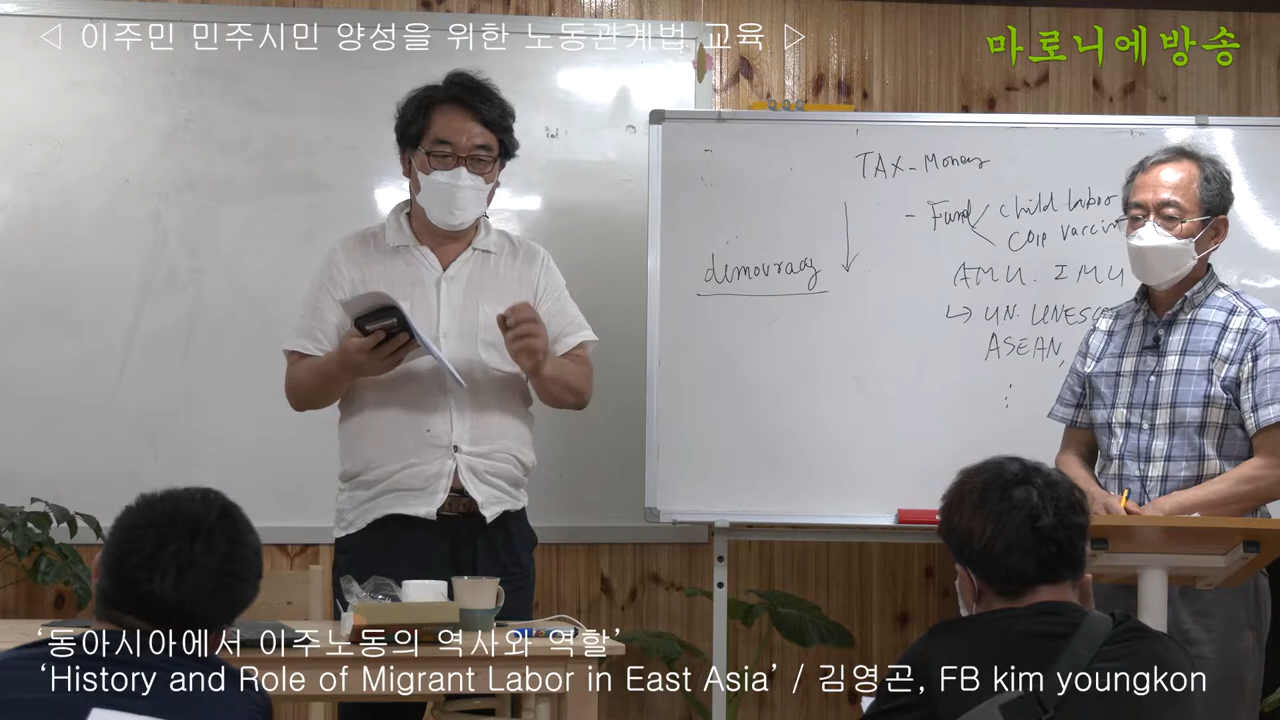 ◁ 이주민 민주시민 양성을 위한 노동관계법 교육 ▷
마로니에방송
TAX - Money
- Fund
child labor
COIP vaccin
democracy
AMU. IMU
↳ UN. UNESC
ASEAN,
‘동아시아에서 이주노동의 역사와 역할’
‘History and Role of Migrant Labor in East Asia’ / 김영곤, FB kim youngkon